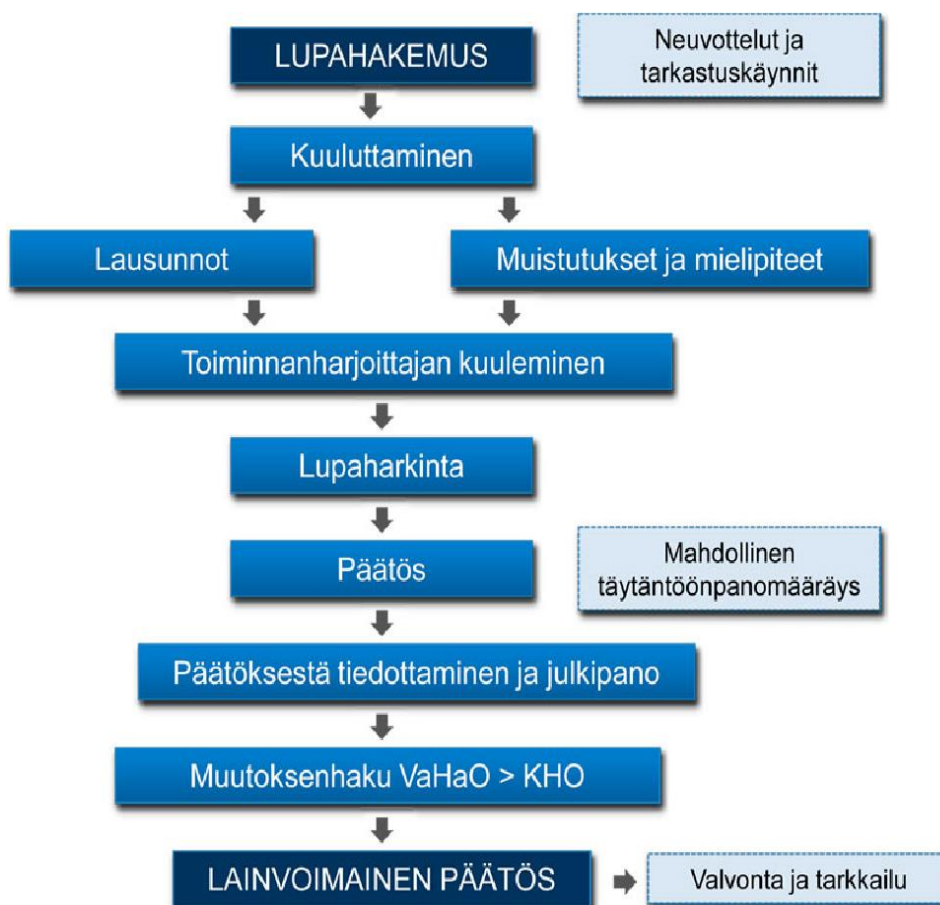 LUPAHAKEMUS
Neuvottelut ja
tarkastuskäynnit
Kuuluttaminen
Lausunnot
Muistutukset ja mielipiteet
Toiminnanharjoittajan kuuleminen
Lupaharkinta
Päätös
Mahdollinen
täytäntöönpanomääräys
Päätöksestä tiedottaminen ja julkipano
Muutoksenhaku VaHaO > KHO
LAINVOIMAINEN PÄÄTÖS
Valvonta ja tarkkailu